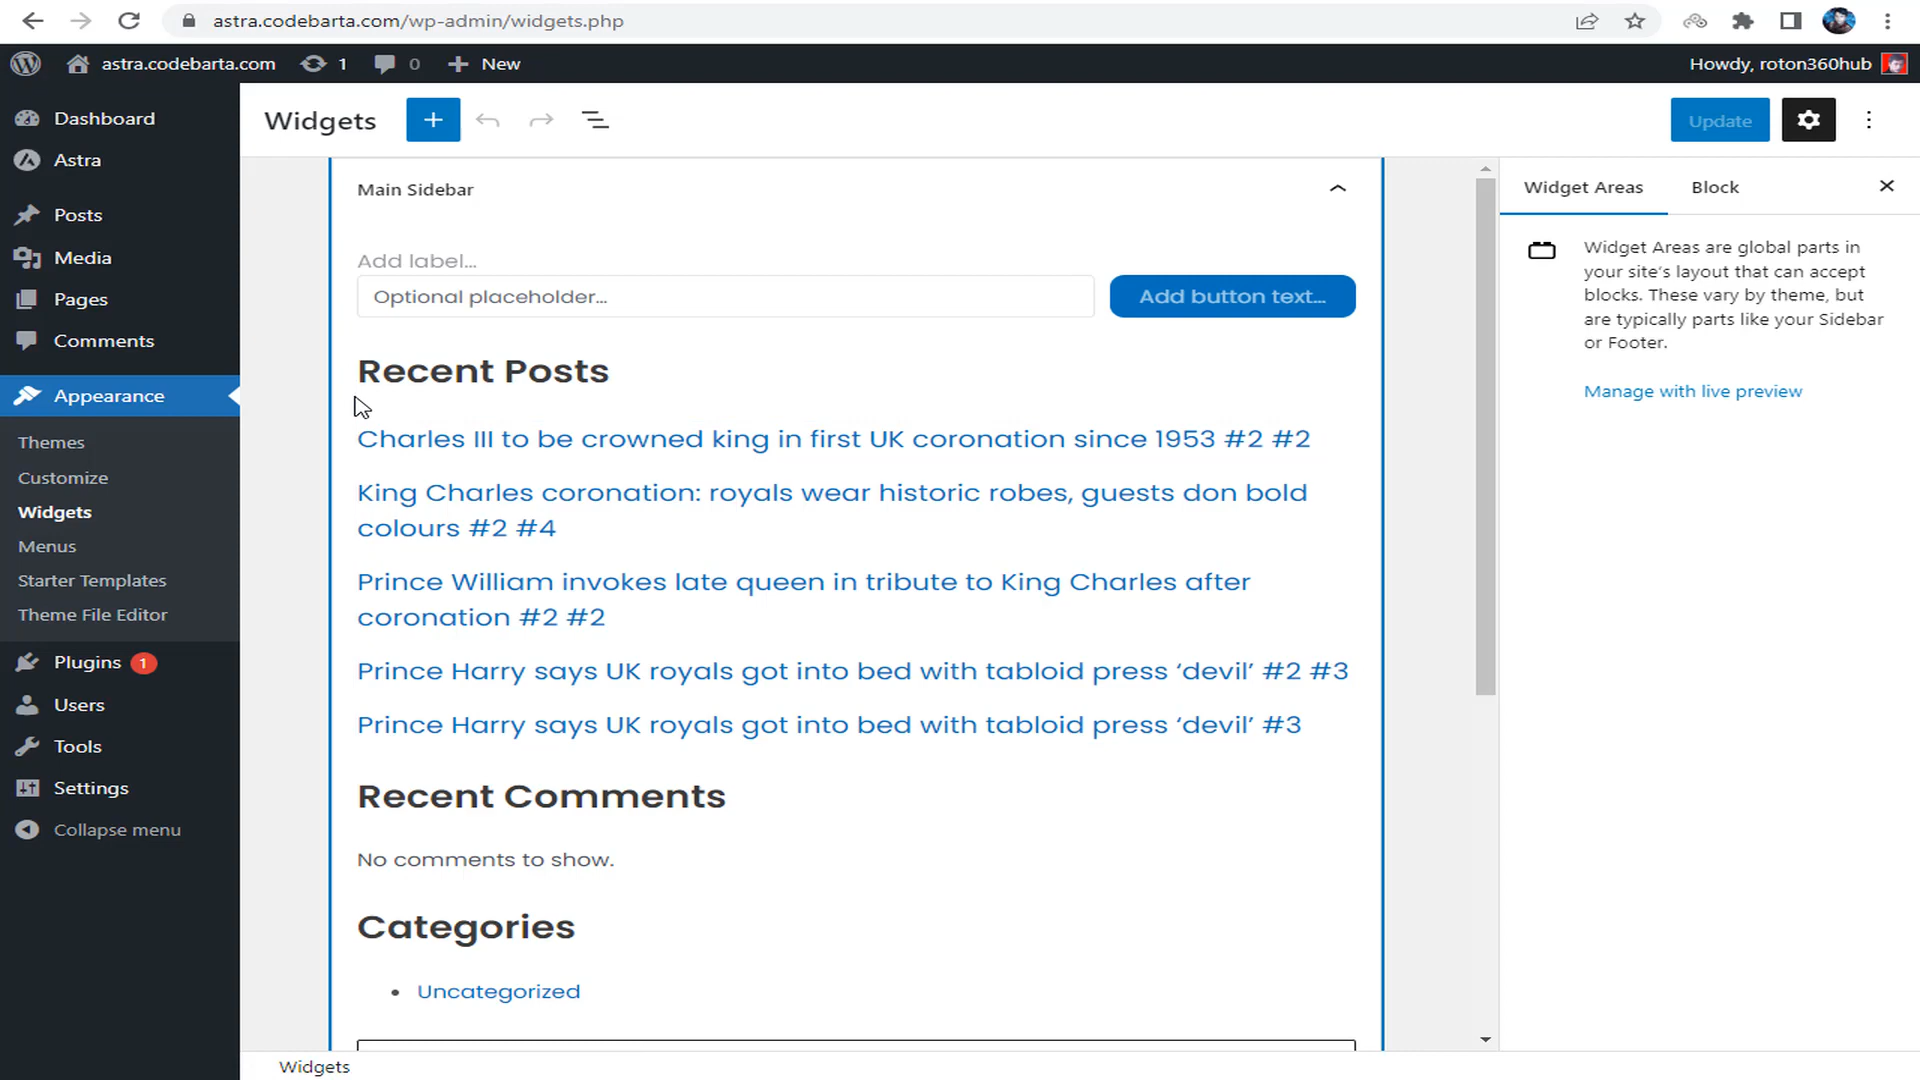 astra.codebarta.com/wp-admin/widgets.php
astra.codebarta.com 1 0 New
Howdy, roton360hub
Dashboard
Astra
Posts
Media
Pages
Comments
Appearance
Themes
Customize
Widgets
Menus
Starter Templates
Theme File Editor
Plugins 1
Users
Tools
Settings
Collapse menu
Widgets
Update
Main Sidebar
Add label...
Optional placeholder...
Add button text...
Recent Posts
Charles III to be crowned king in first UK coronation since 1953 #2 #2
King Charles coronation: royals wear historic robes, guests don bold
colours #2 #4
Prince William invokes late queen in tribute to King Charles after
coronation #2 #2
Prince Harry says UK royals got into bed with tabloid press ‘devil’ #2 #3
Prince Harry says UK royals got into bed with tabloid press ‘devil’ #3
Recent Comments
No comments to show.
Categories
• Uncategorized
Widget Areas
Block
Widget Areas are global parts in
your site’s layout that can accept
blocks. These vary by theme, but
are typically parts like your Sidebar
or Footer.
Manage with live preview
Widgets